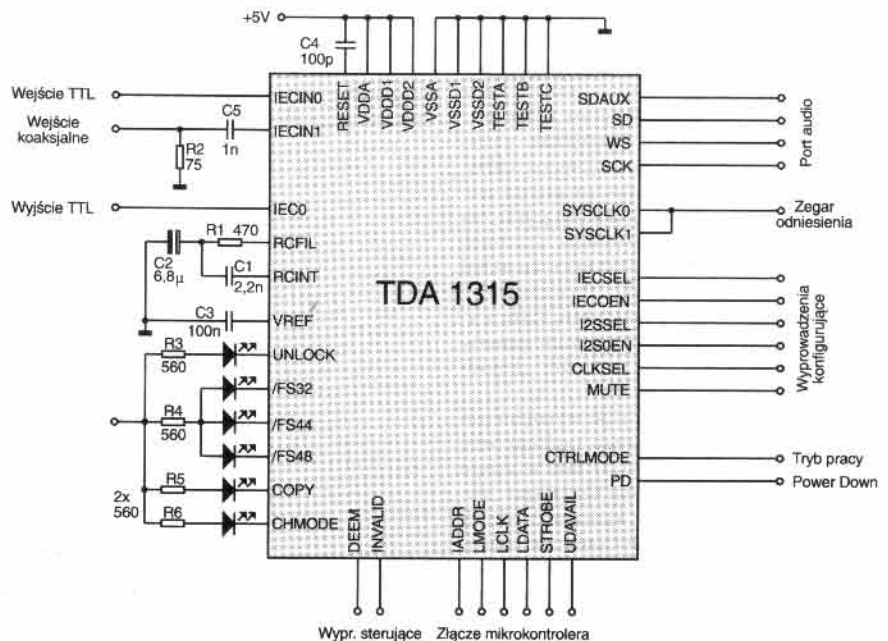 +5V
C4
100p
RESET
VDDA
VDDD1
VDDD2
VSSA
VSSD1
VSSD2
TESTA
TESTB
TESTC
Wejście TTL
IECIN0
Wejście
koaksjalne
C5
1n
IECIN1
R2
75
Wyjście TTL
IEC0
R1 470
RCFIL
C2
6,8µ
C1
2,2n
RCINT
C3
100n
VREF
R3
560
UNLOCK
/FS32
R4
560
/FS44
/FS48
R5
COPY
2x
560
R6
CHMODE
TDA 1315
SDAUX
SD
WS
SCK
Port audio
SYSCLK0
SYSCLK1
Zegar
odniesienia
IECSEL
IECOEN
I2SSEL
I2S0EN
CLKSEL
MUTE
Wyprowadzenia
konfigurujące
CTRLMODE
Tryb pracy
PD
Power Down
DEEM
INVALID
IADDR
LMODE
LCLK
LDATA
STROBE
UDAVAIL
Wypr. sterujące
Złącze mikrokontrolera